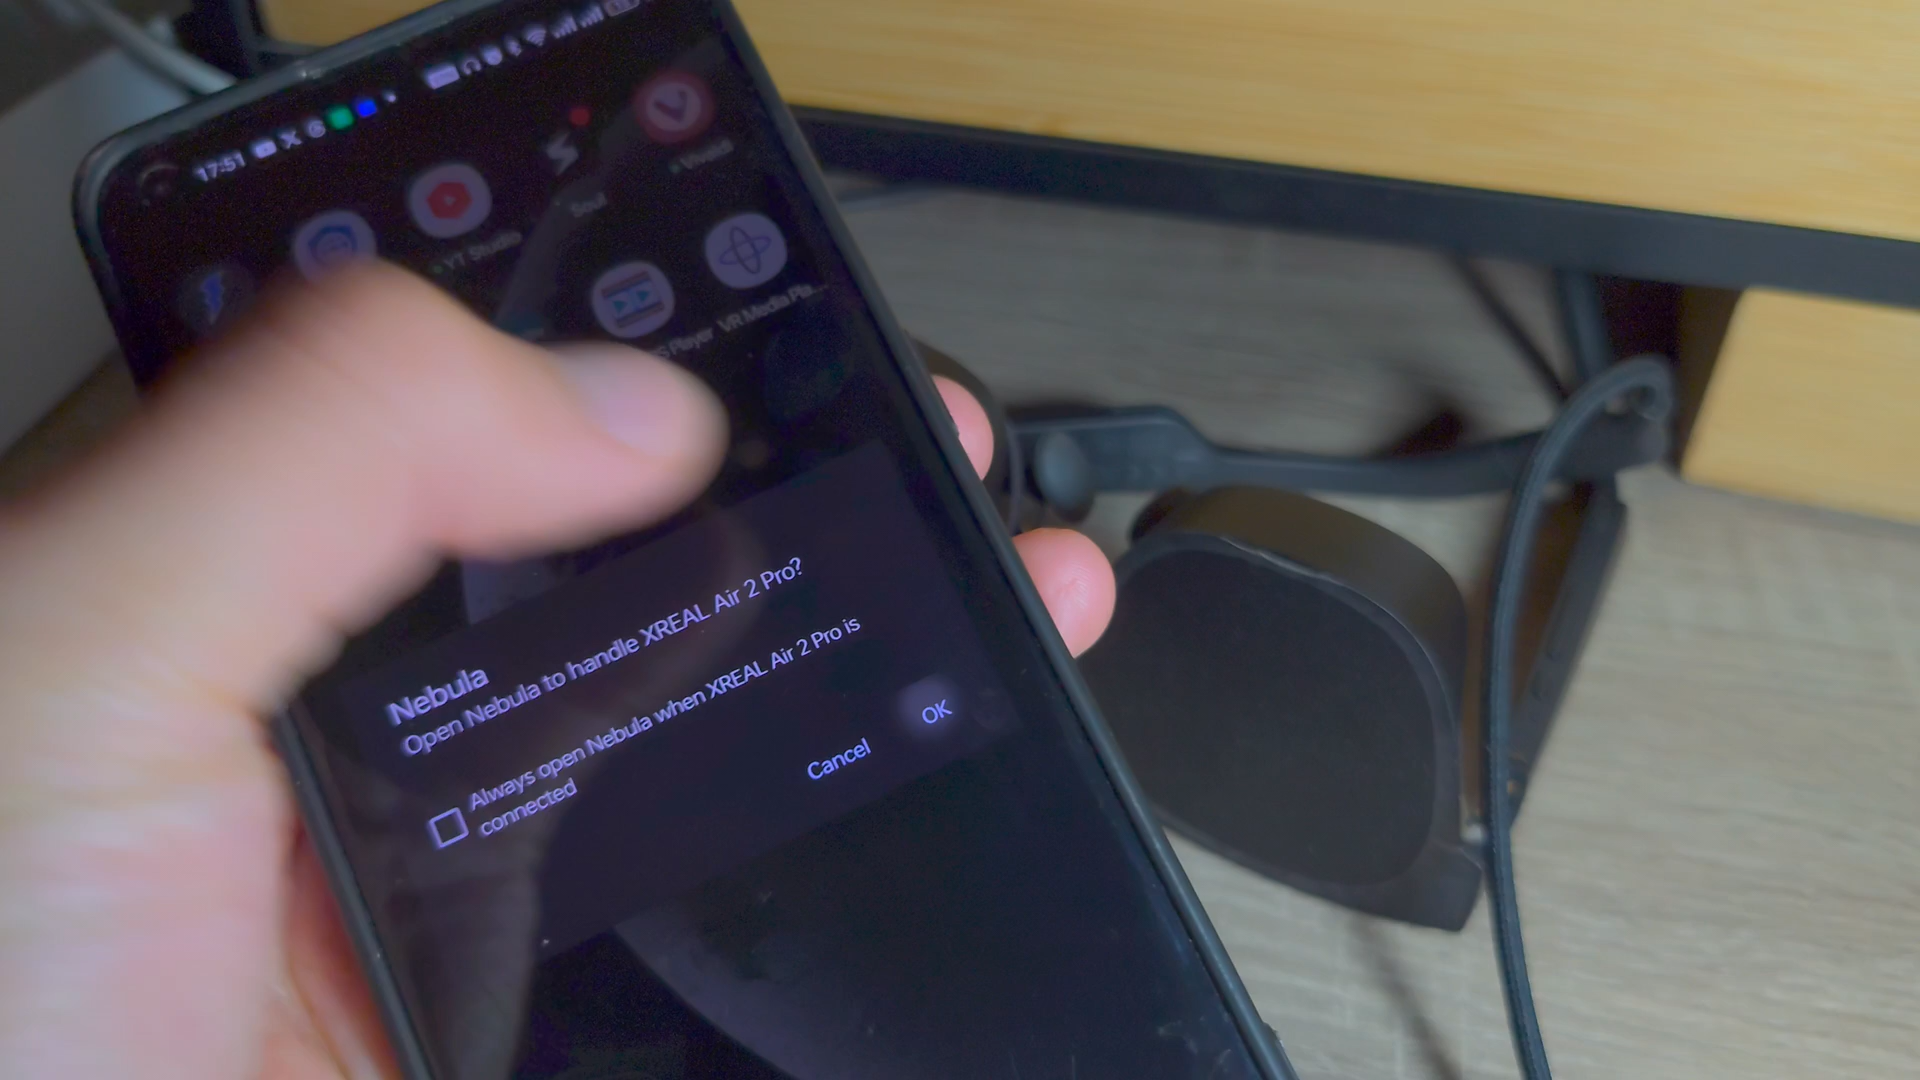 17:51
YT Studio
Soul
Vivaldi
Player
VR Media Pla...
Nebula
Open Nebula to handle XREAL Air 2 Pro?
Always open Nebula when XREAL Air 2 Pro is
connected
Cancel
OK